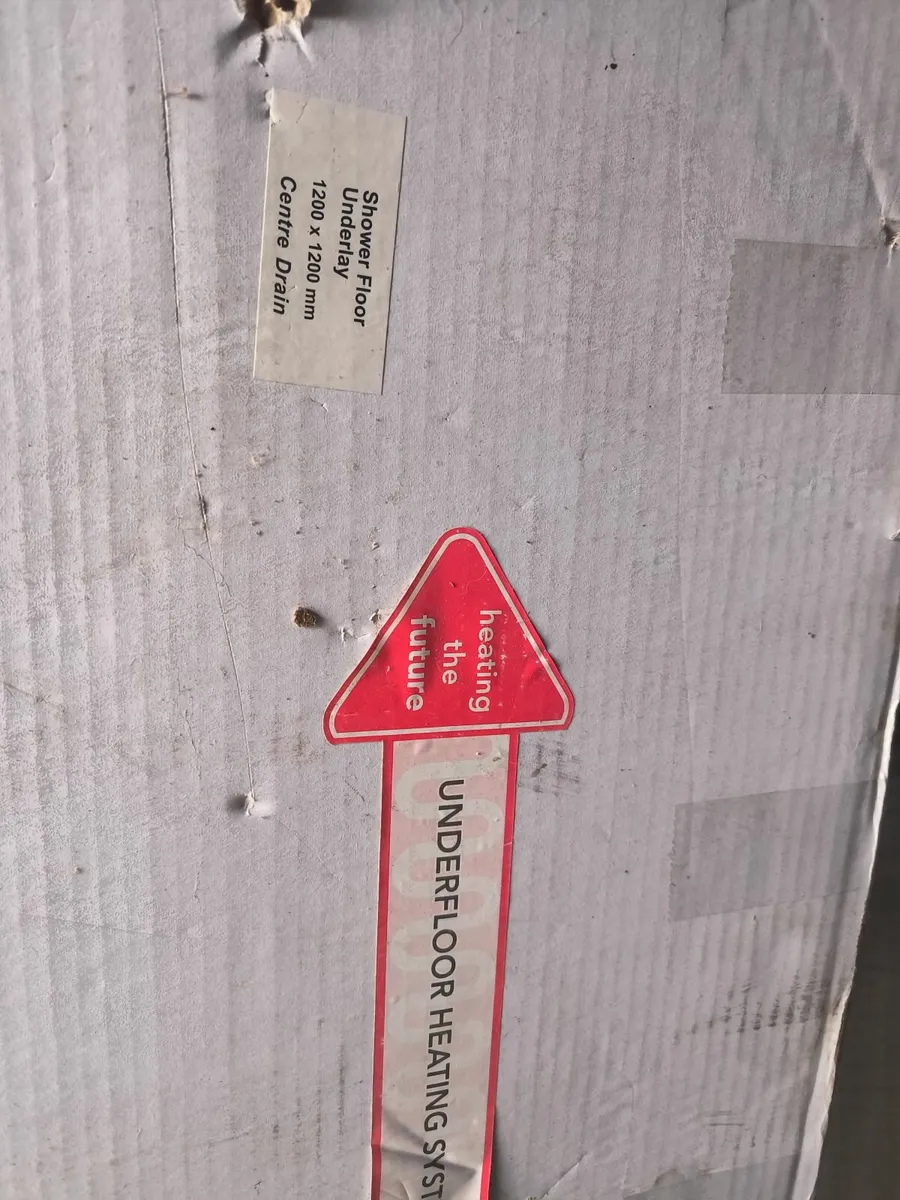 Shower Floor
Underlay
1200 x 1200 mm
Centre Drain
heating
the
future
UNDERFLOOR HEATING SYST